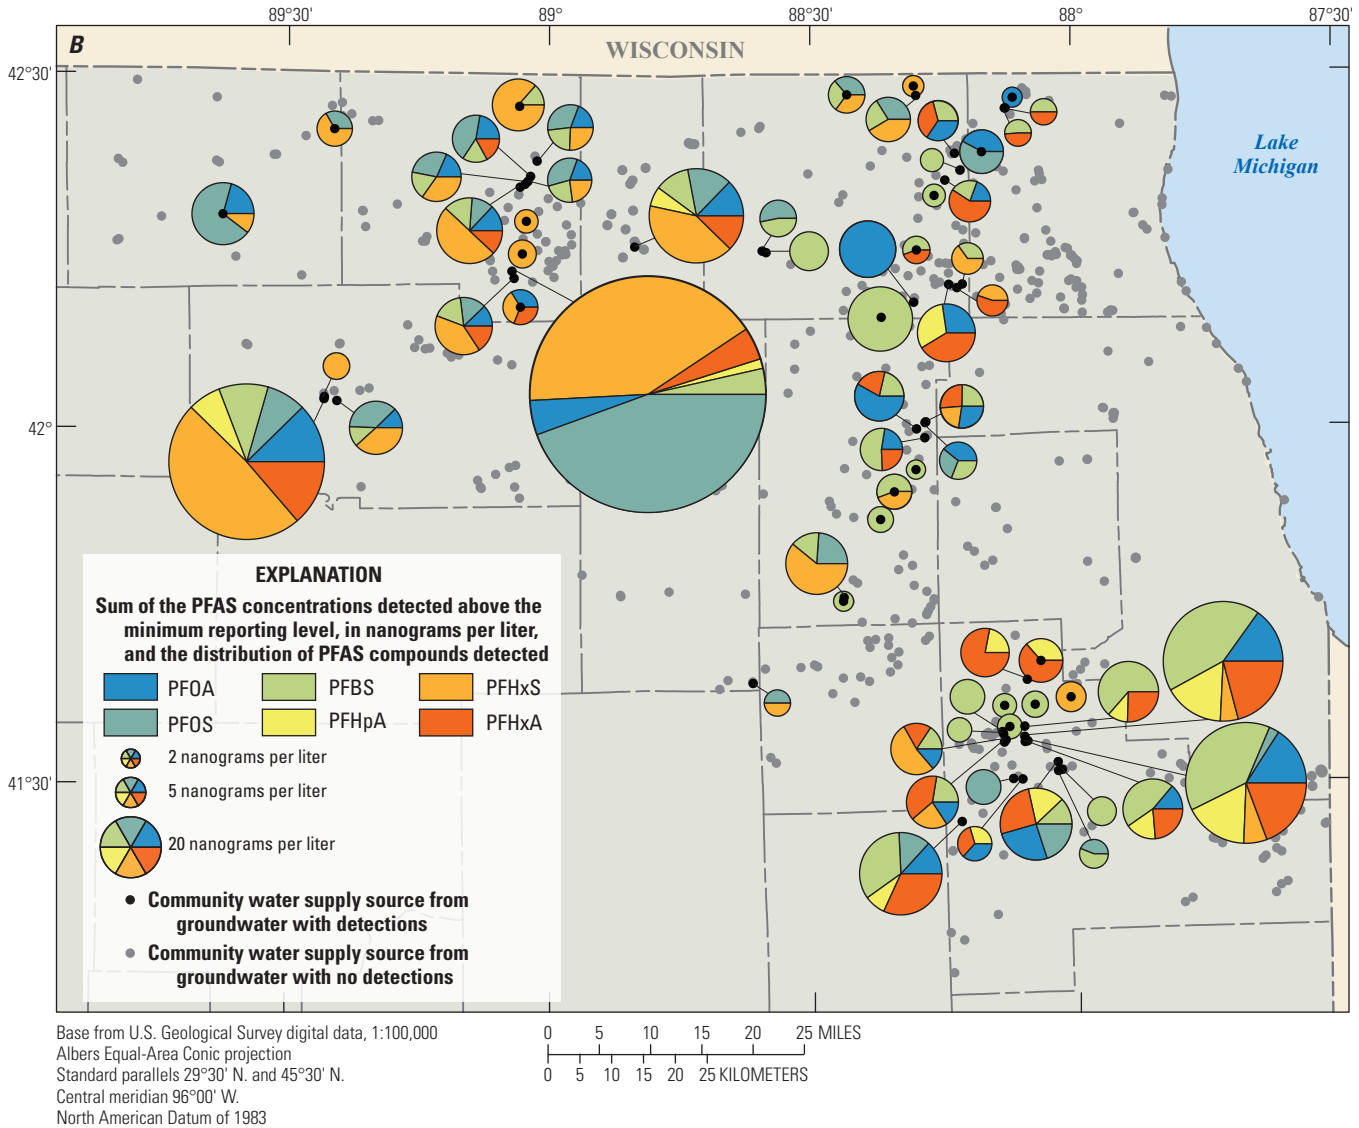 89°30' 89° 88°30' 88° 87°30'
B
WISCONSIN
42°30'
Lake
Michigan
42°
41°30'
EXPLANATION
Sum of the PFAS concentrations detected above the
minimum reporting level, in nanograms per liter,
and the distribution of PFAS compounds detected
PFOA PFBS PFHxS
PFOS PFHpA PFHxA
2 nanograms per liter
5 nanograms per liter
20 nanograms per liter
Community water supply source from
groundwater with detections
Community water supply source from
groundwater with no detections
Base from U.S. Geological Survey digital data, 1:100,000
Albers Equal-Area Conic projection
Standard parallels 29°30' N. and 45°30' N.
Central meridian 96°00' W.
North American Datum of 1983
0 5 10 15 20 25 MILES
0 5 10 15 20 25 KILOMETERS